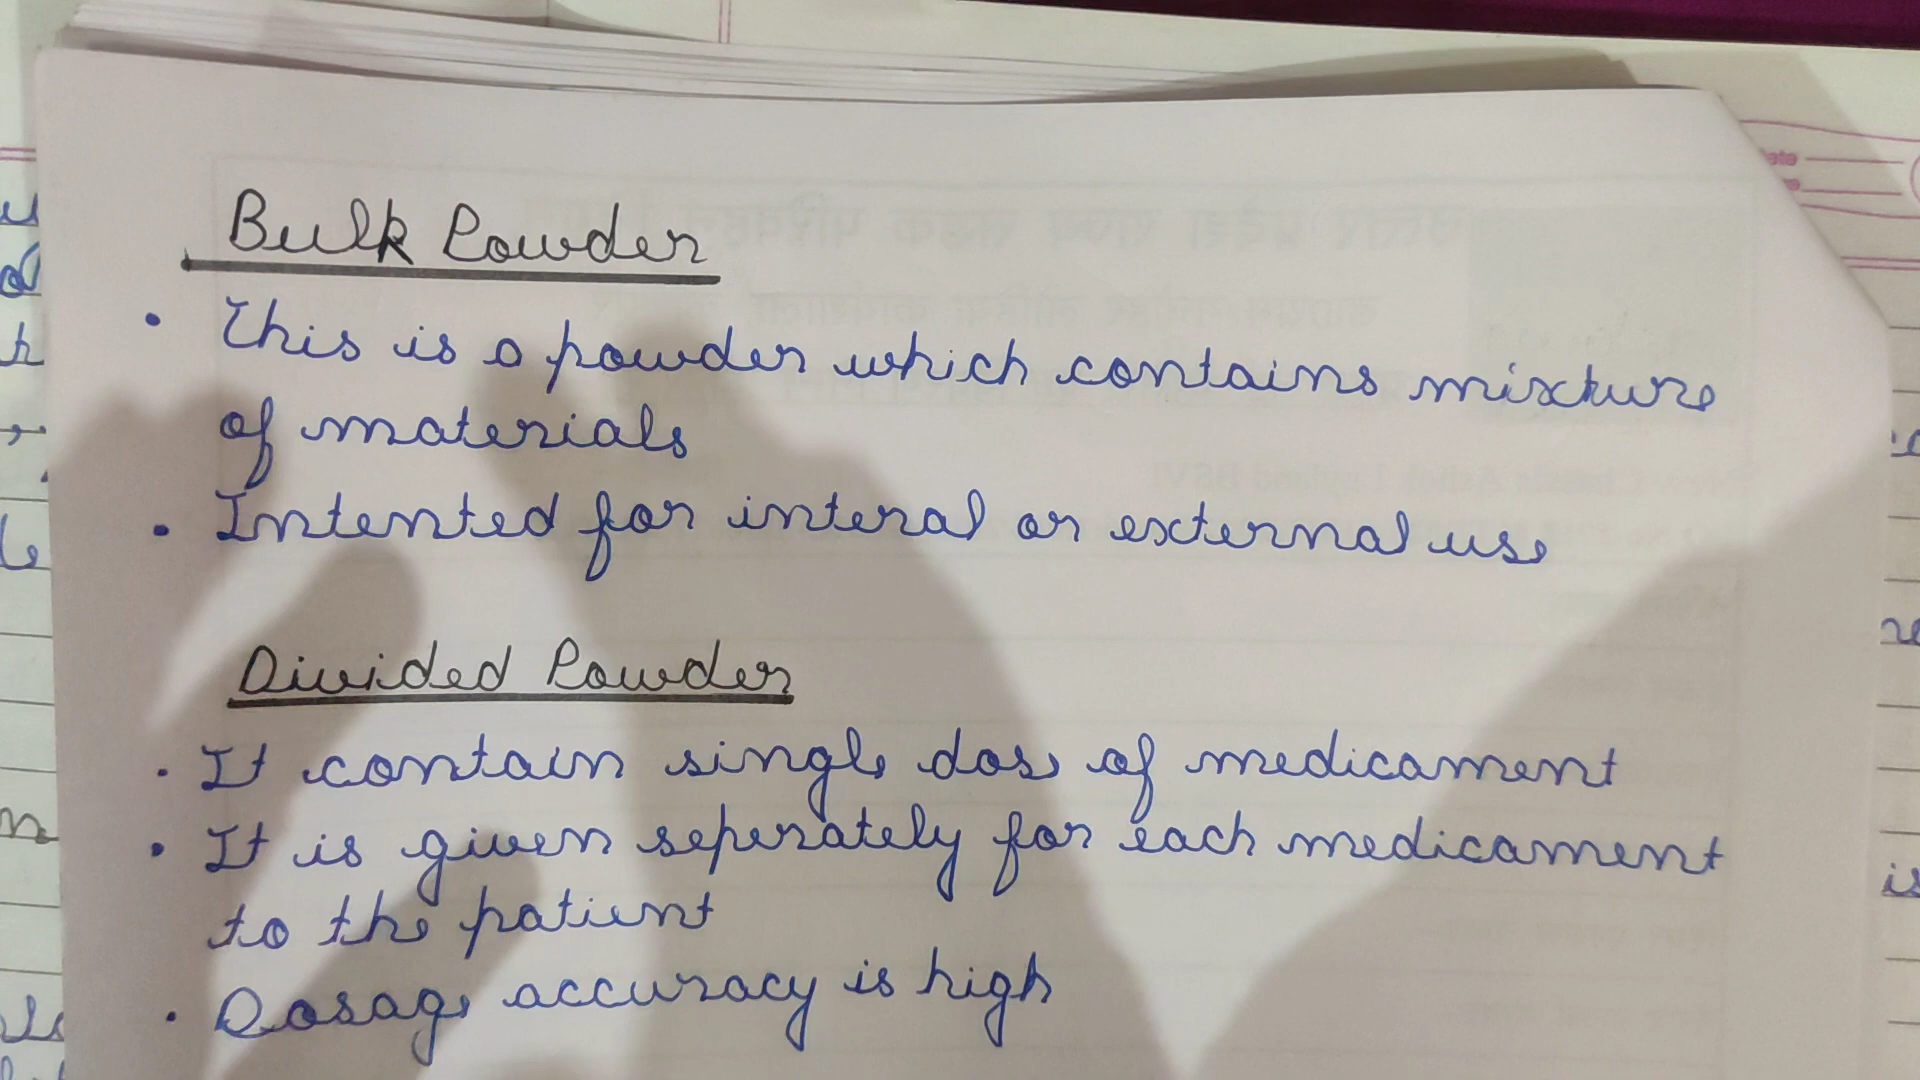 Bulk Powder
• This is a powder which contains mixture
of materials
• Intented for interal or external use
Divided Powder
• It contain single dose of medicament
• It is given seperately for each medicament
to the patient
• Dosage accuracy is high